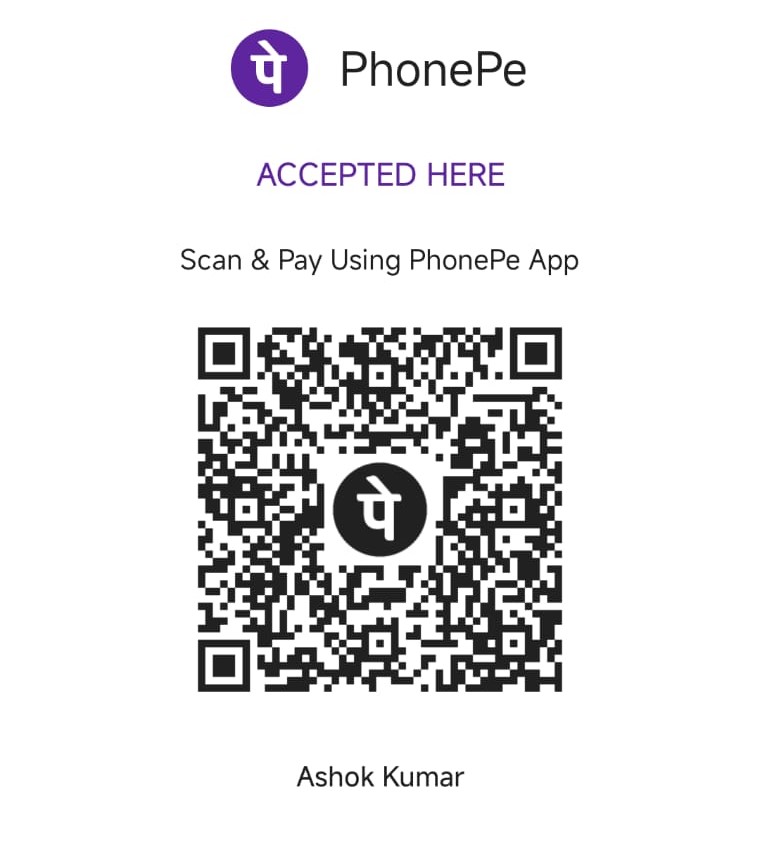 पे PhonePe
ACCEPTED HERE
Scan & Pay Using PhonePe App
पे
Ashok Kumar